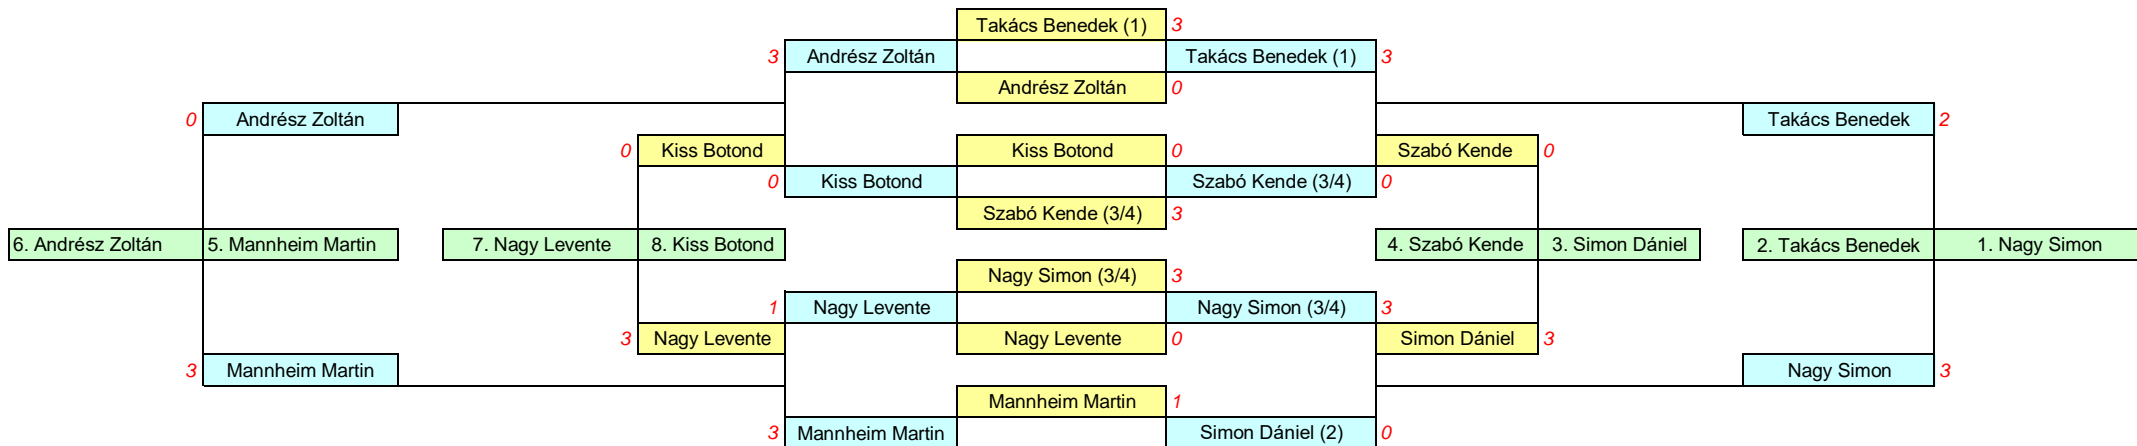 Takács Benedek (1) 3
3 Andrész Zoltán Takács Benedek (1) 3
Andrész Zoltán 0
0 Andrész Zoltán Takács Benedek 2
0 Kiss Botond Kiss Botond 0 Szabó Kende 0
0 Kiss Botond Szabó Kende (3/4) 0
Szabó Kende (3/4) 3
6. Andrész Zoltán 5. Mannheim Martin 7. Nagy Levente 8. Kiss Botond 4. Szabó Kende 3. Simon Dániel 2. Takács Benedek 1. Nagy Simon
Nagy Simon (3/4) 3
1 Nagy Levente Nagy Simon (3/4) 3
3 Nagy Levente Nagy Levente 0 Simon Dániel 3
3 Mannheim Martin Nagy Simon 3
Mannheim Martin 1
3 Mannheim Martin Simon Dániel (2) 0